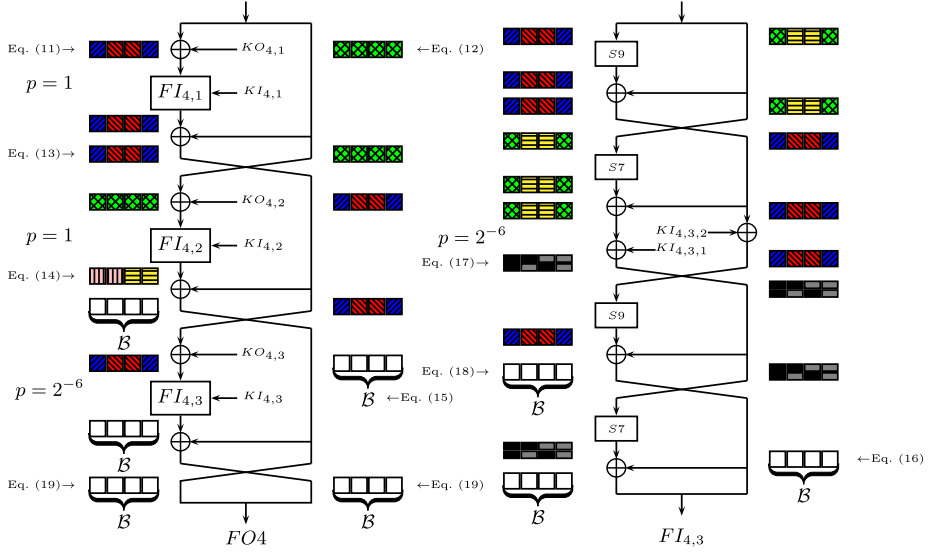 Eq. (11)→
KO4,1
←Eq. (12)
p = 1
FI4,1
KI4,1
Eq. (13)→
KO4,2
p = 1
FI4,2
KI4,2
Eq. (14)→
B
KO4,3
p = 2^-6
FI4,3
KI4,3
B
←Eq. (15)
B
Eq. (19)→
←Eq. (19)
B
B
FO4
S9
S7
KI4,3,2
p = 2^-6
KI4,3,1
Eq. (17)→
S9
Eq. (18)→
B
S7
←Eq. (16)
B
B
FI4,3